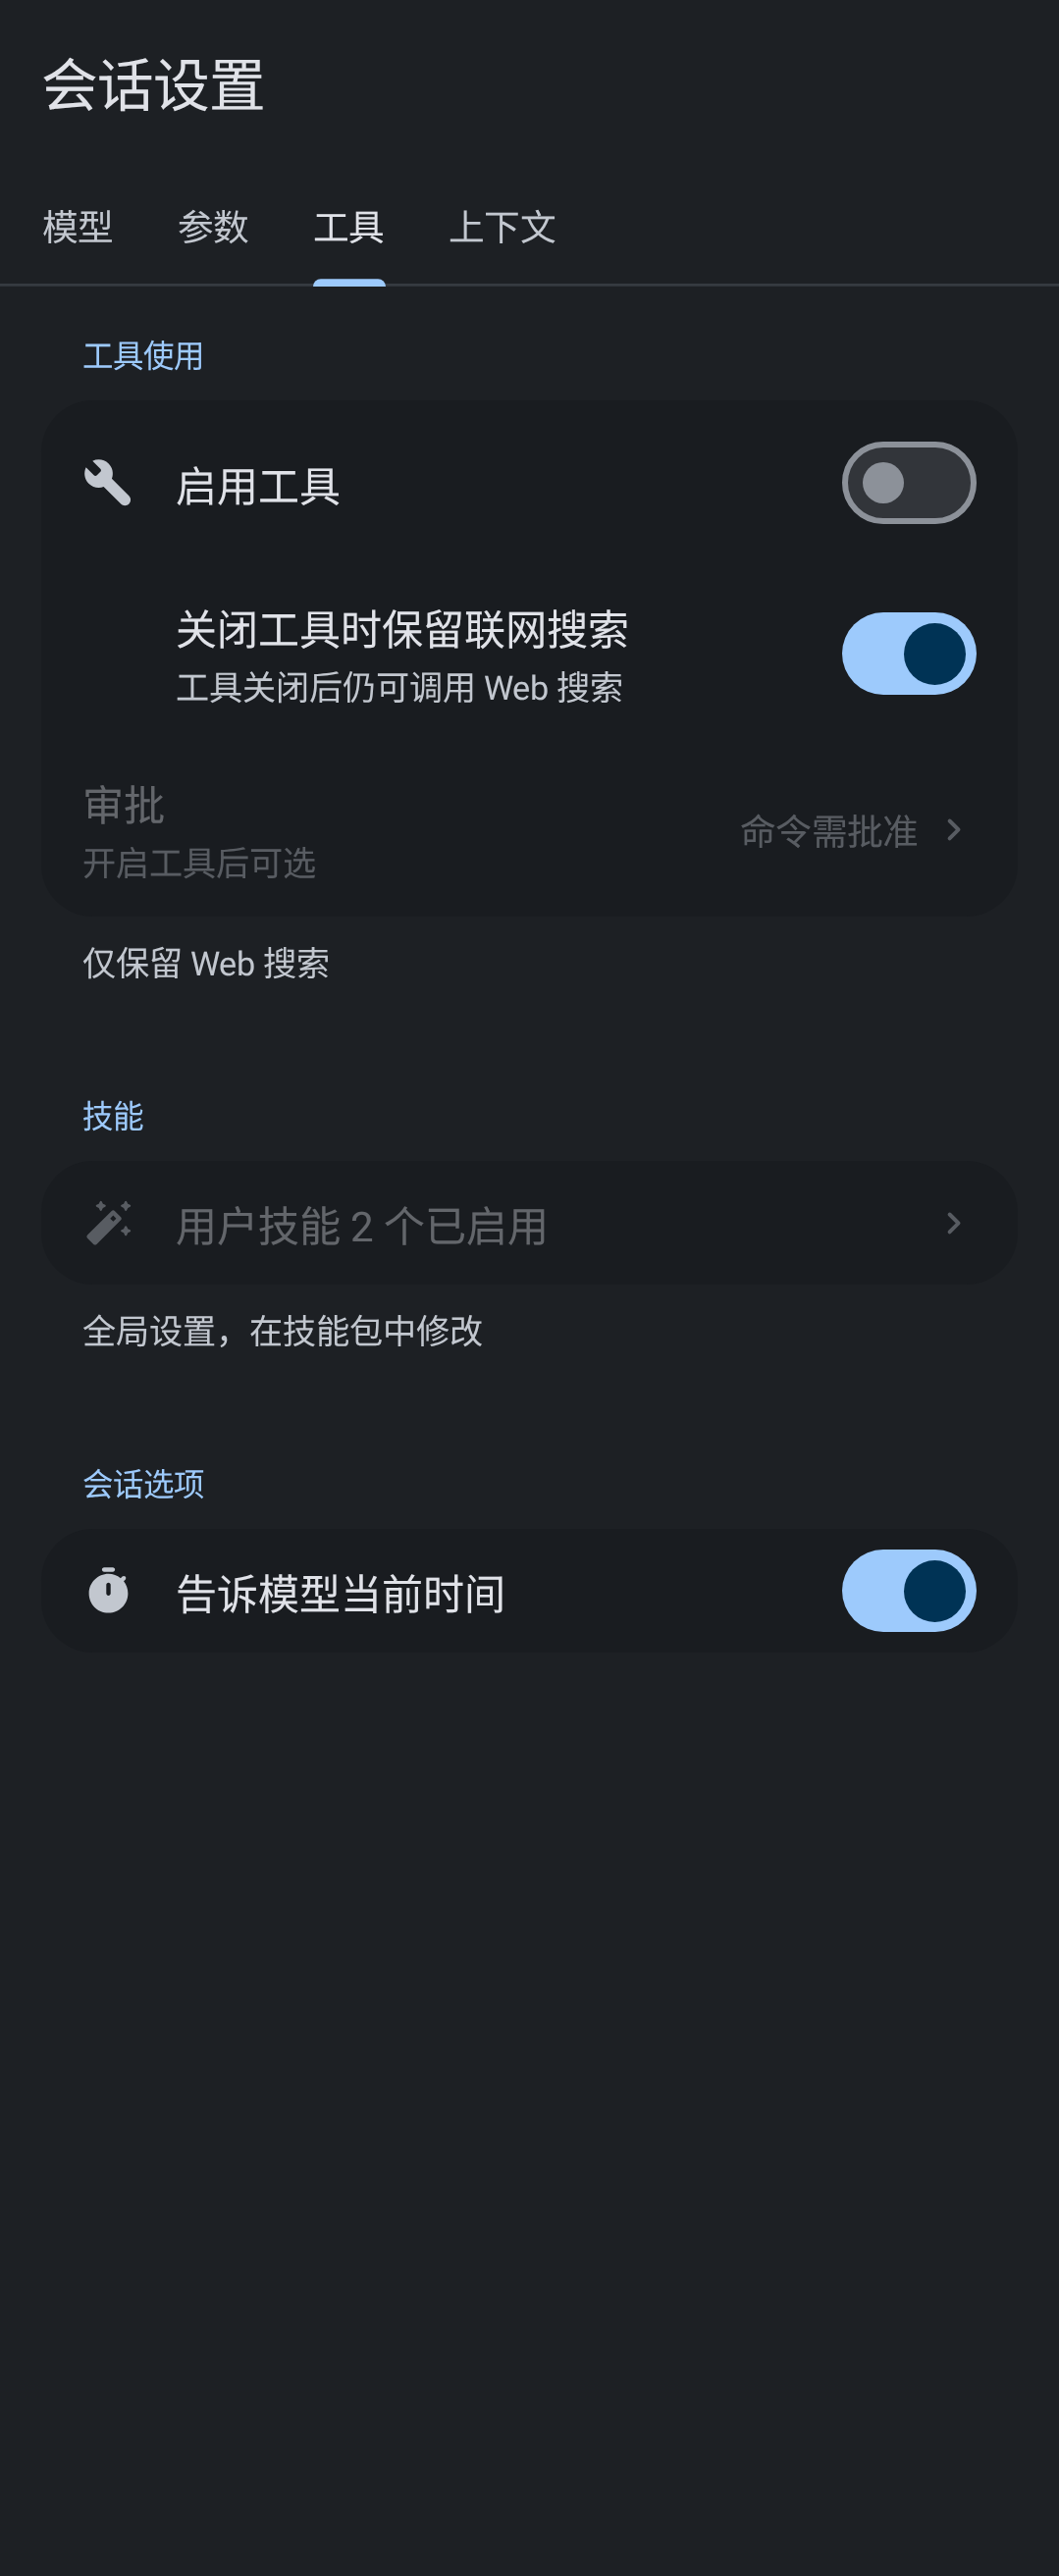 会话设置
模型 参数 工具 上下文
工具使用
启用工具
关闭工具时保留联网搜索
工具关闭后仍可调用 Web 搜索
审批
开启工具后可选
命令需批准
仅保留 Web 搜索
技能
用户技能 2 个已启用
全局设置，在技能包中修改
会话选项
告诉模型当前时间